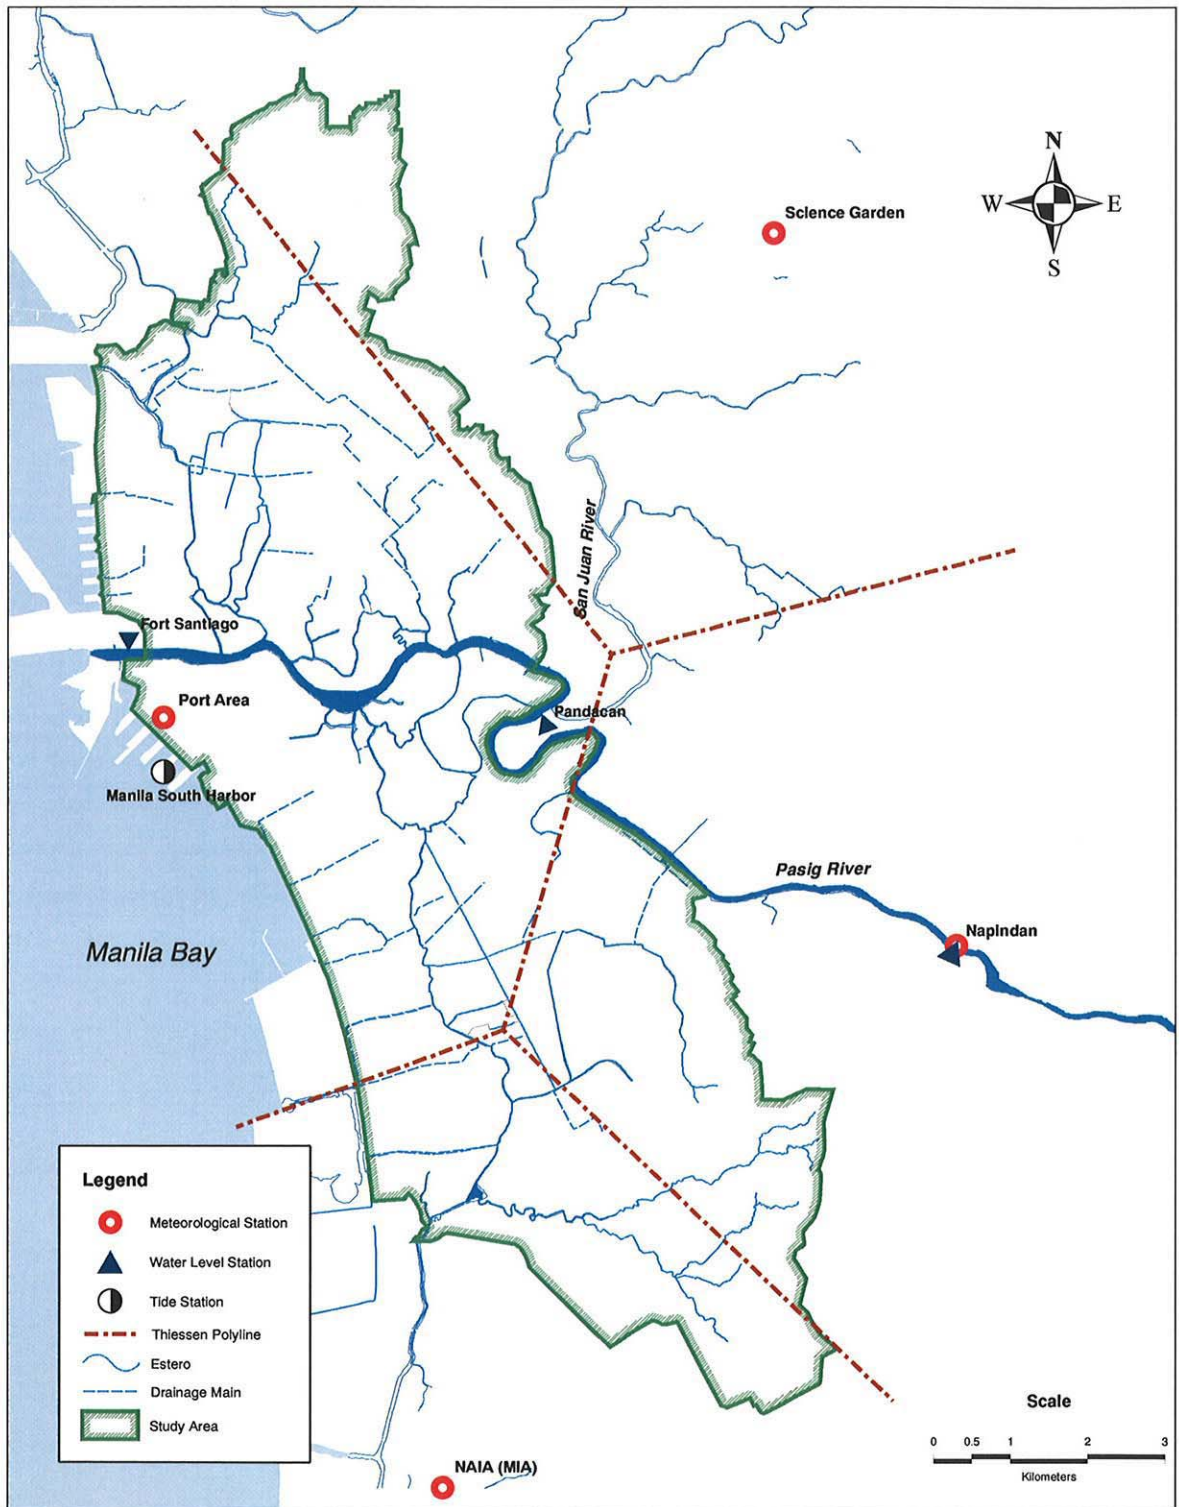 N
W E
S
Science Garden
San Juan River
Fort Santiago
Port Area
Pandacan
Manila South Harbor
Pasig River
Napindan
Manila Bay
Legend
Meteorological Station
Water Level Station
Tide Station
Thiessen Polyline
Estero
Drainage Main
Study Area
Scale
0 0.5 1 2 3
Kilometers
NAIA (MIA)